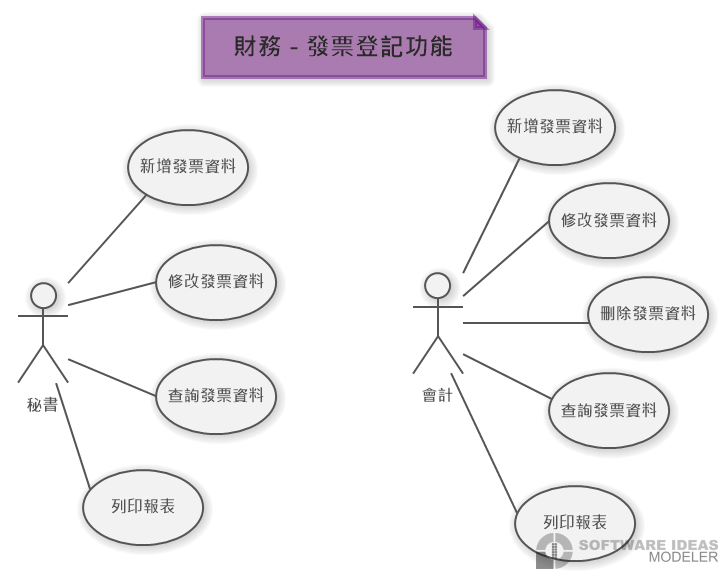 財務 - 發票登記功能
新增發票資料
修改發票資料
查詢發票資料
列印報表
秘書
新增發票資料
修改發票資料
刪除發票資料
查詢發票資料
列印報表
會計
SOFTWARE IDEAS
MODELER